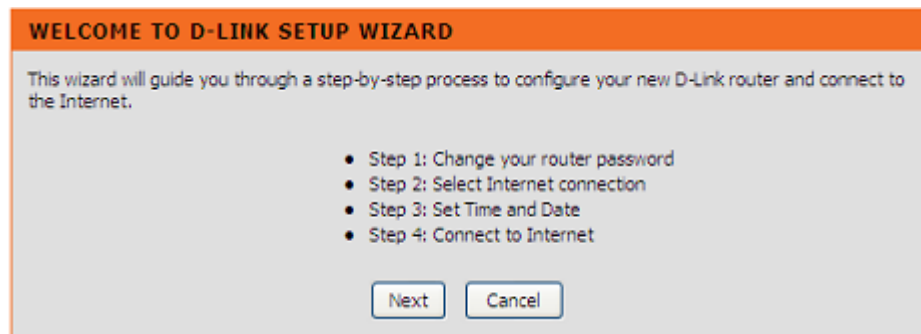 WELCOME TO D-LINK SETUP WIZARD
This wizard will guide you through a step-by-step process to configure your new D-Link router and connect to
the Internet.
• Step 1: Change your router password
• Step 2: Select Internet connection
• Step 3: Set Time and Date
• Step 4: Connect to Internet
Next Cancel